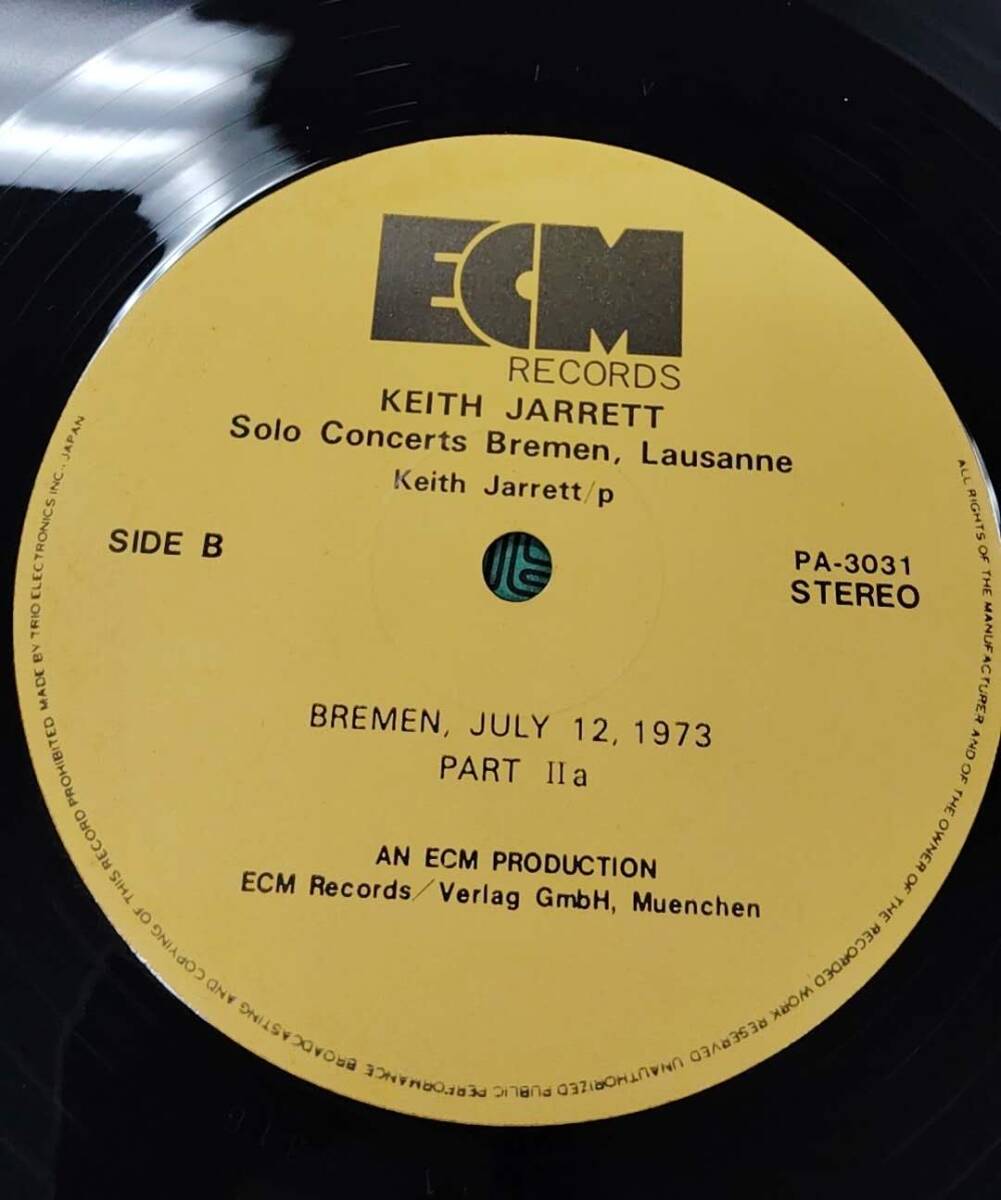 ECM
RECORDS
KEITH JARRETT
Solo Concerts Bremen, Lausanne
Keith Jarrett/p
SIDE B
PA-3031
STEREO
BREMEN, JULY 12, 1973
PART IIa
AN ECM PRODUCTION
ECM Records/Verlag GmbH, Muenchen
ALL RIGHTS OF THE MANUFACTURER AND OF THE OWNER OF THE RECORDED WORK RESERVED UNAUTHORIZED PUBLIC PERFORMANCE BROADCASTING AND COPYING OF THIS RECORD PROHIBITED MADE BY TRIO ELECTRONICS INC., JAPAN